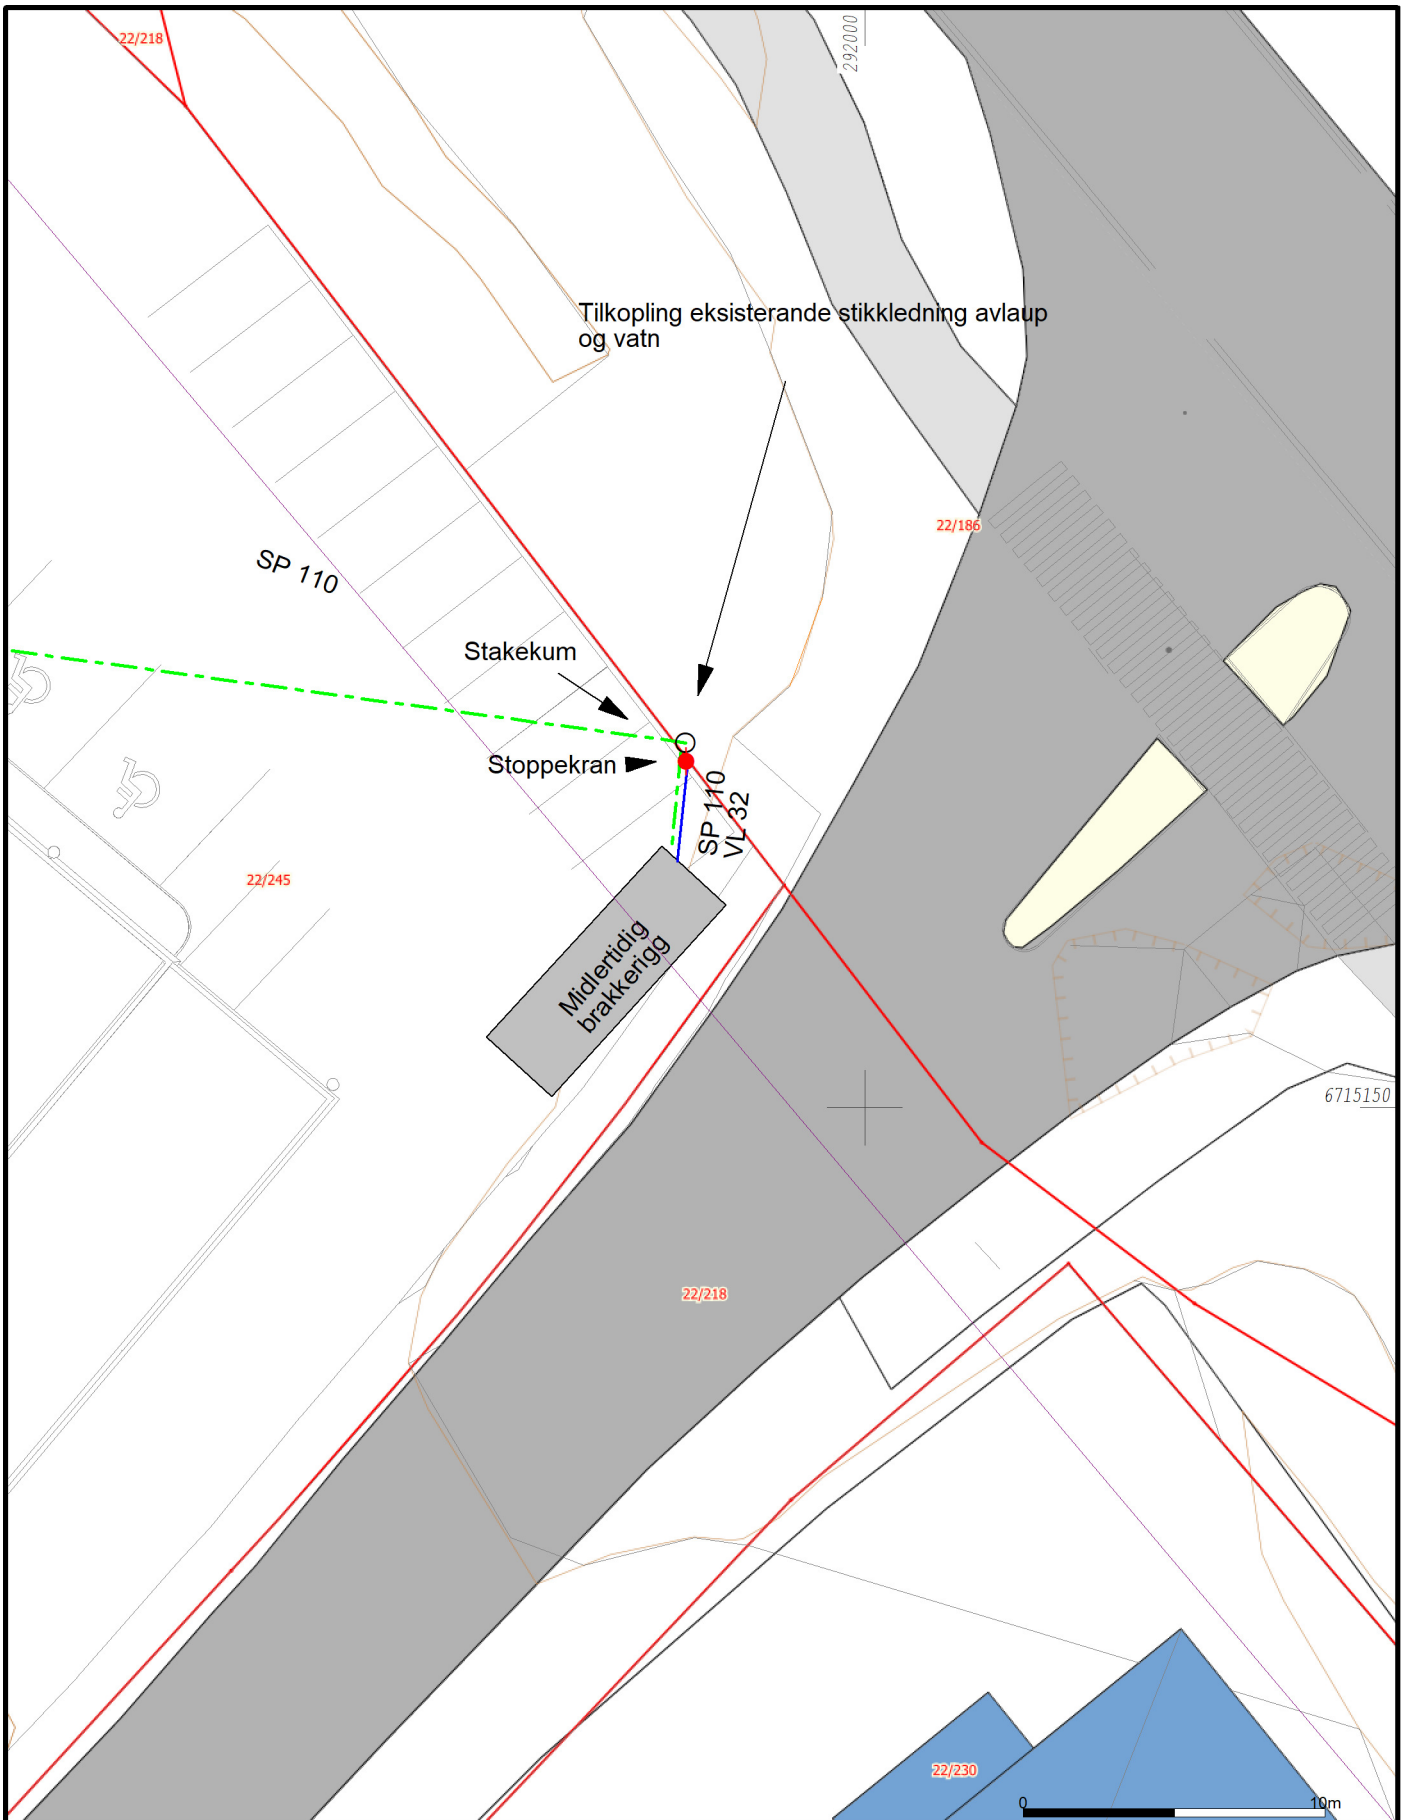 22/218
292000
Tilkopling eksisterande stikkledning avlaup
og vatn
22/186
SP 110
Stakekum
Stoppekran
SP 110
VL 32
22/245
Midlertidig
brakkerigg
6715150
22/218
22/230
0 10m